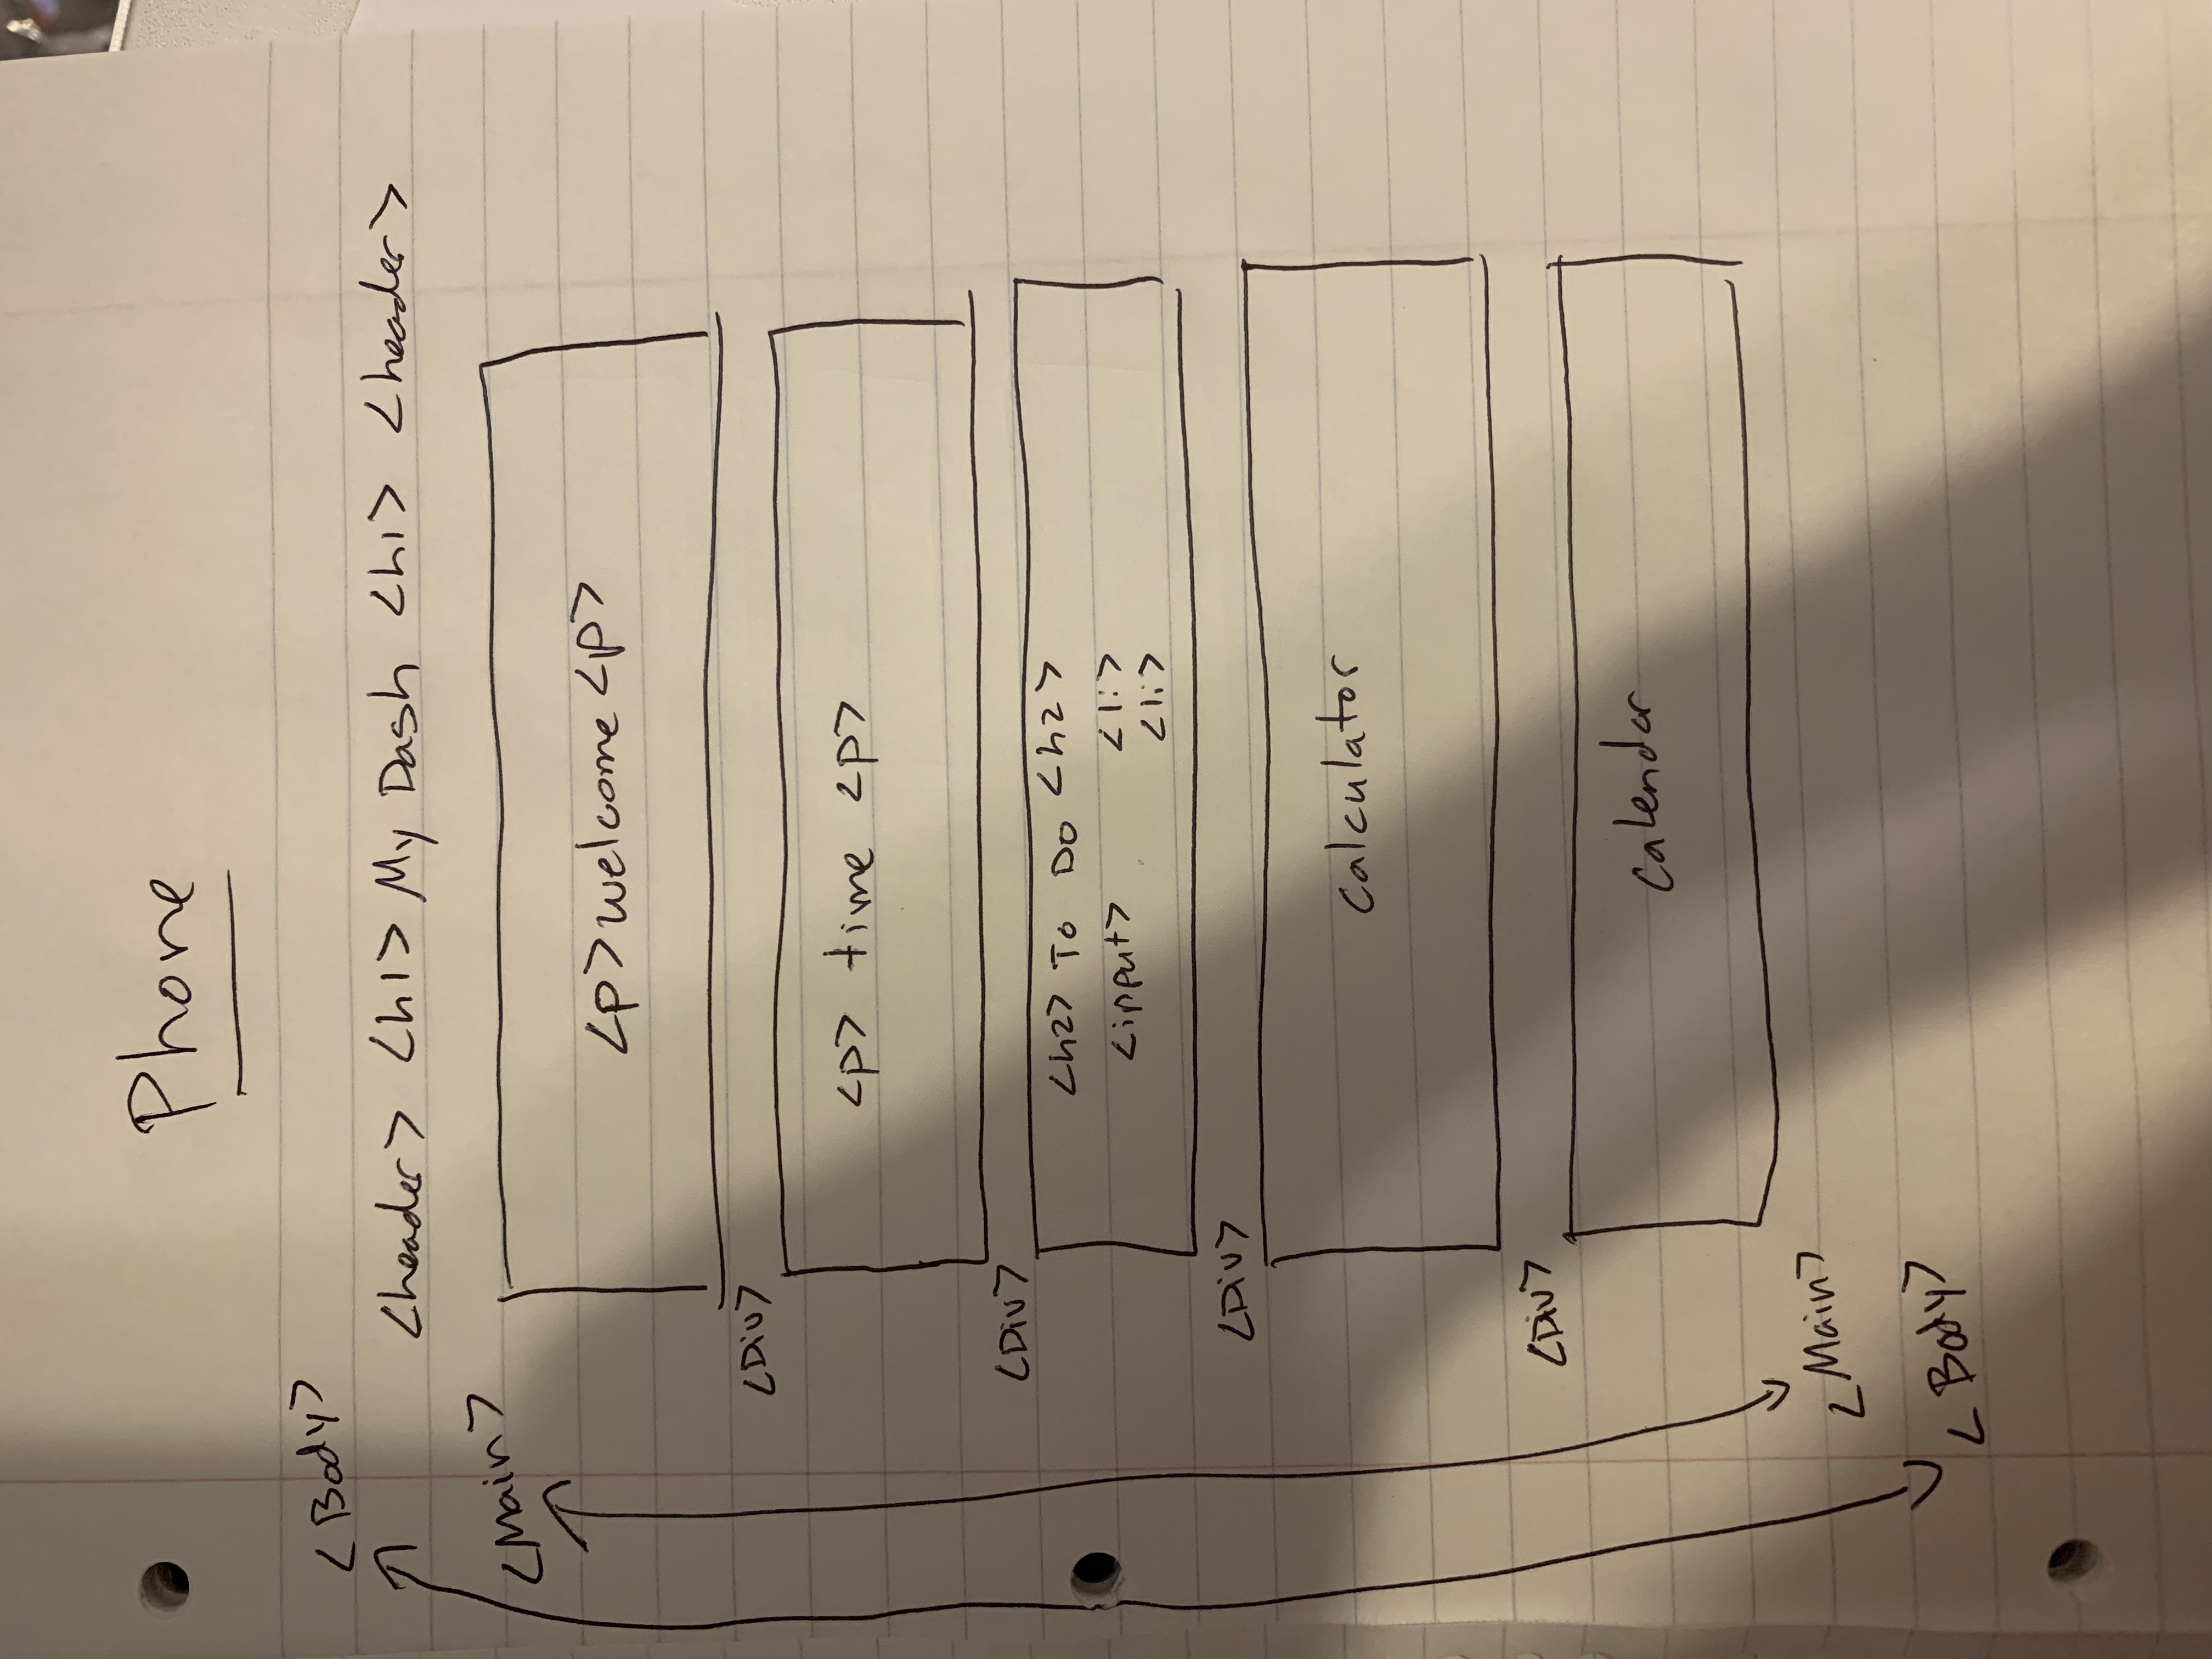 Phone
<Body>
<header> <h1> My Dash <h1> <header>
<Main>
<p>welcome<p>
<Div>
<p> time <p>
<Div>
<h2> To Do <h2>
<input> <li>
<li>
<Div>
Calculator
<Div>
Calendar
<Main>
<Body>